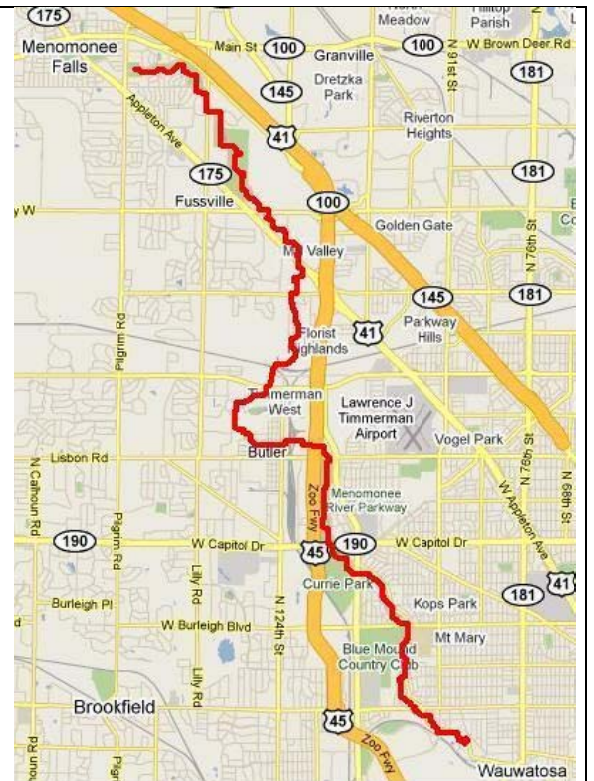 175
Menomonee
Falls
Main St
100
Granville
North
Meadow
Hilltop
Parish
100
N 91st St
W Brown Deer Rd
181
Dretzka
Park
145
41
Appleton Ave
Riverton
Heights
175
Fussville
181
100
y W
Golden Gate
N 76th St
Valley
145
181
Pilgrim Rd
41
Parkway
Hills
Florist
Highlands
Timmerman
West
Lawrence J
Timmerman
Airport
Vogel Park
Lisbon Rd
Butler
N Calhoun Rd
Pilgrim Rd
Zoo Fwy
Menomonee
River Parkway
W Appleton Ave
N 76th St
N 68th St
190
W Capitol Dr
45
190
W Capitol Dr
Currie Park
Lilly Rd
N 124th St
181
41
Burleigh Pl
Kops Park
W Burleigh Blvd
Mt Mary
Blue Mound
Country Club
Lilly Rd
Brookfield
45
Zoo Fwy
Wauwatosa